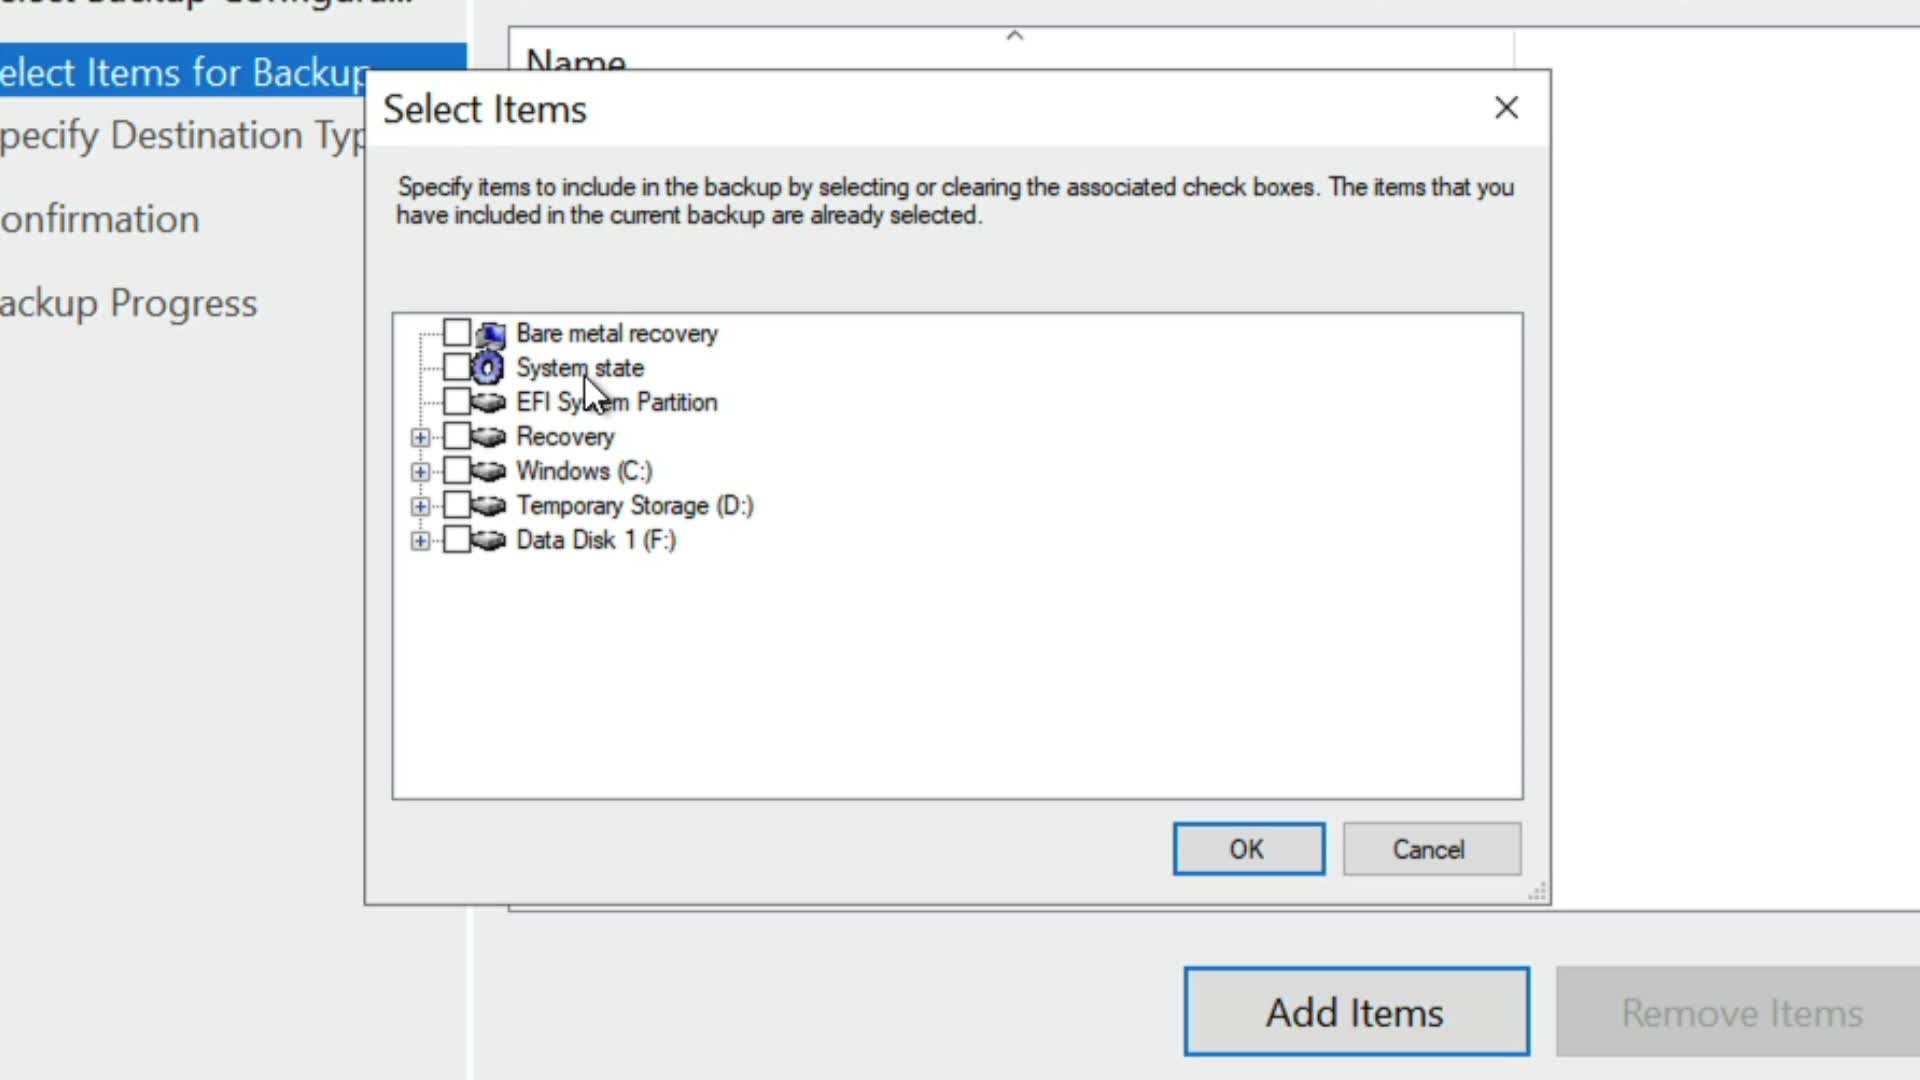 elect Items for Backup
pecify Destination Typ
onfirmation
ackup Progress
Name
Select Items
Specify items to include in the backup by selecting or clearing the associated check boxes. The items that you
have included in the current backup are already selected.
Bare metal recovery
System state
EFI System Partition
Recovery
Windows (C:)
Temporary Storage (D:)
Data Disk 1 (F:)
OK
Cancel
Add Items
Remove Items